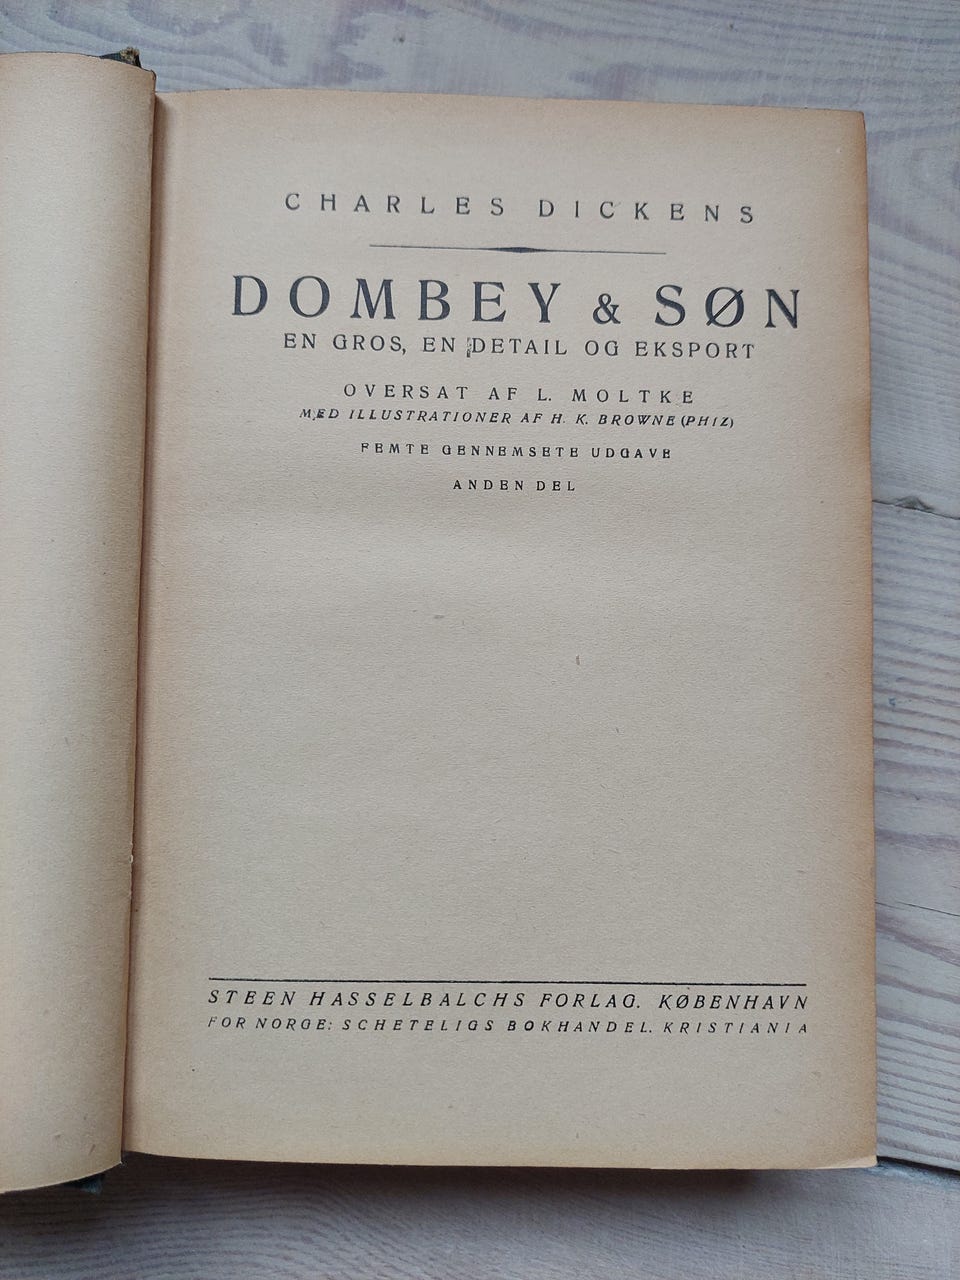 CHARLES DICKENS
DOMBEY & SØN
EN GROS, EN DETAIL OG EKSPORT
OVERSAT AF L. MOLTKE
MED ILLUSTRATIONER AF H. K. BROWNE (PHIZ)
FEMTE GENNEMSETE UDGAVE
ANDEN DEL
STEEN HASSELBALCHS FORLAG. KØBENHAVN
FOR NORGE: SCHETELIGS BOKHANDEL. KRISTIANIA